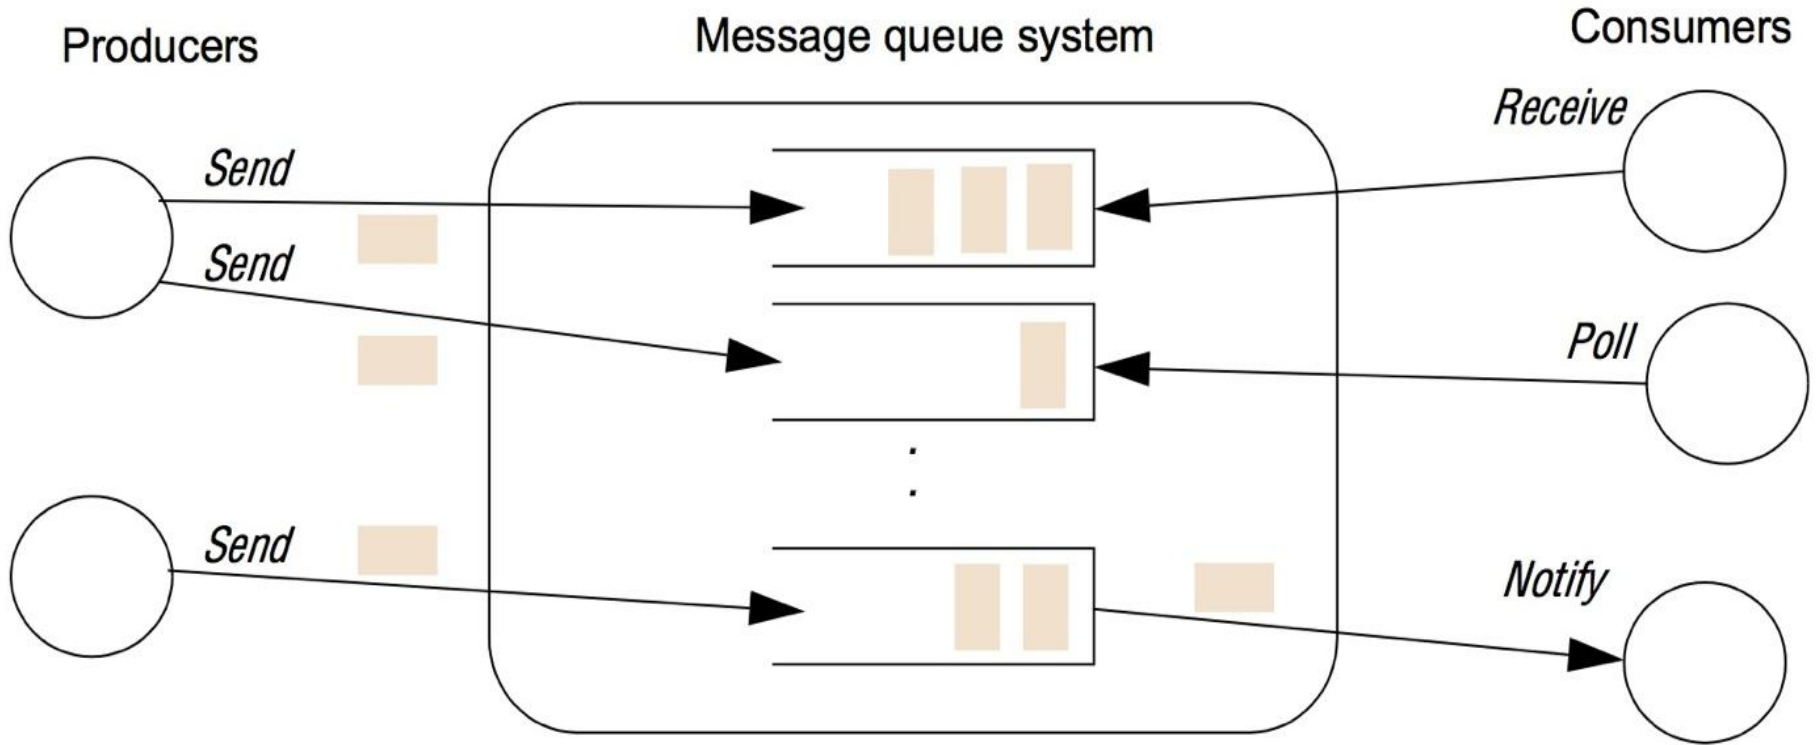 Producers
Message queue system
Consumers
Send
Receive
Send
Poll
Send
Notify